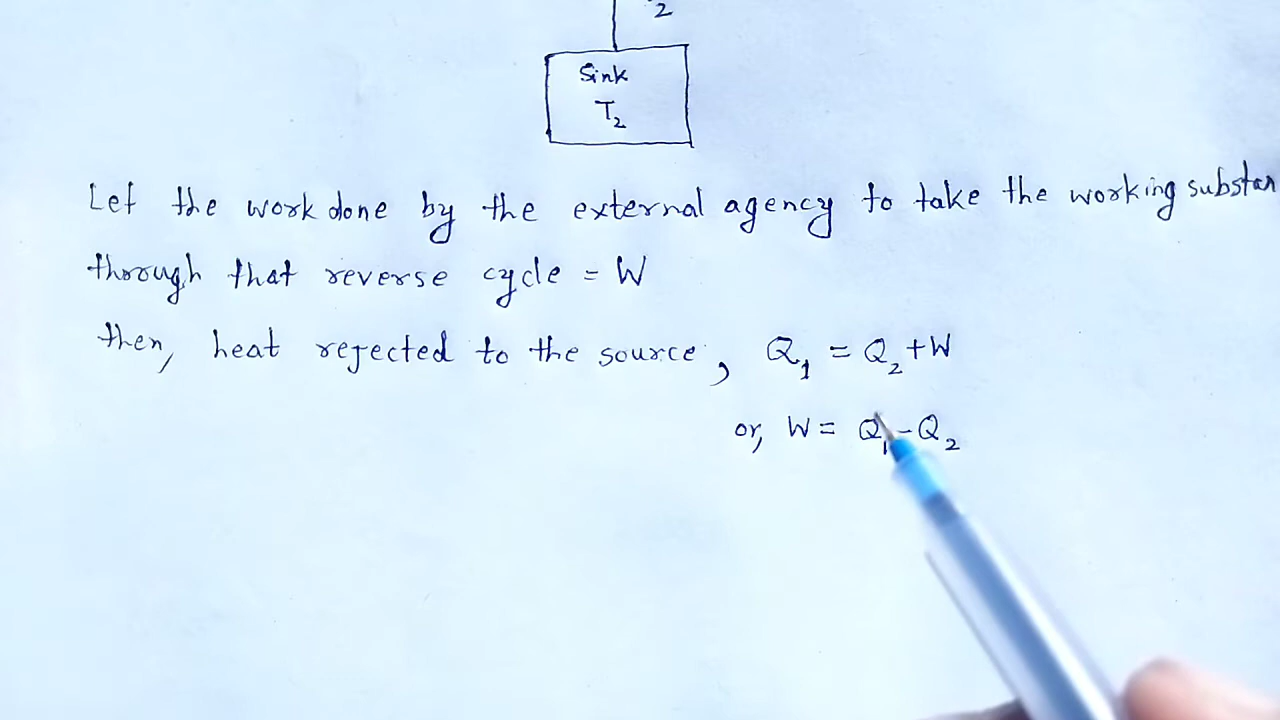 2
Sink
T₂
Let the work done by the external agency to take the working substan
through that reverse cycle = W
then, heat rejected to the source, Q₁ = Q₂+W
or, W = Q₁-Q₂